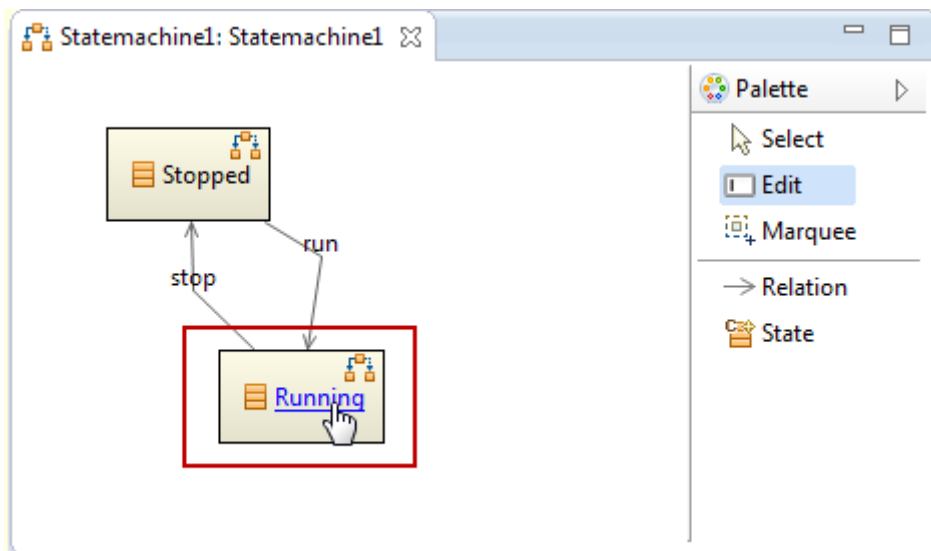 Statemachine1: Statemachine1
Palette
Select
Stopped
Edit
Marquee
run
stop
Relation
State
Running